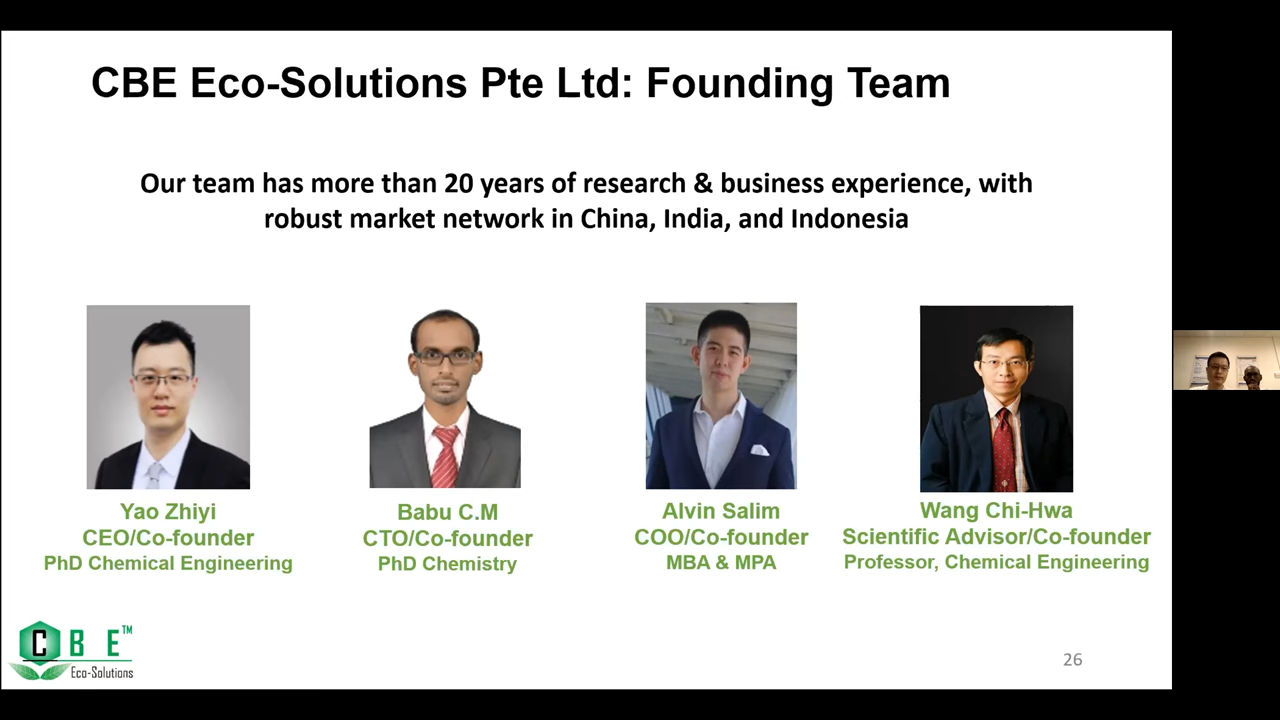 CBE Eco-Solutions Pte Ltd: Founding Team
Our team has more than 20 years of research & business experience, with
robust market network in China, India, and Indonesia
Yao Zhiyi
CEO/Co-founder
PhD Chemical Engineering
Babu C.M
CTO/Co-founder
PhD Chemistry
Alvin Salim
COO/Co-founder
MBA & MPA
Wang Chi-Hwa
Scientific Advisor/Co-founder
Professor, Chemical Engineering
CBE™
Eco-Solutions
26